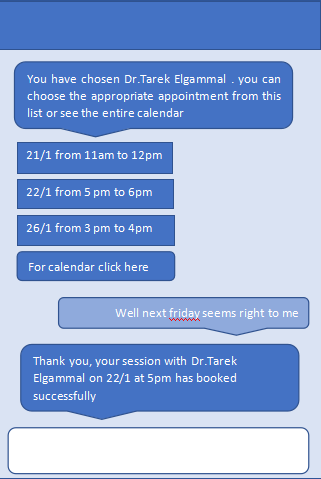 You have chosen Dr.Tarek Elgammal . you can
choose the appropriate appointment from this
list or see the entire calendar
21/1 from 11am to 12pm
22/1 from 5 pm to 6pm
26/1 from 3 pm to 4pm
For calendar click here
Well next friday seems right to me
Thank you, your session with Dr.Tarek
Elgammal on 22/1 at 5pm has booked
successfully